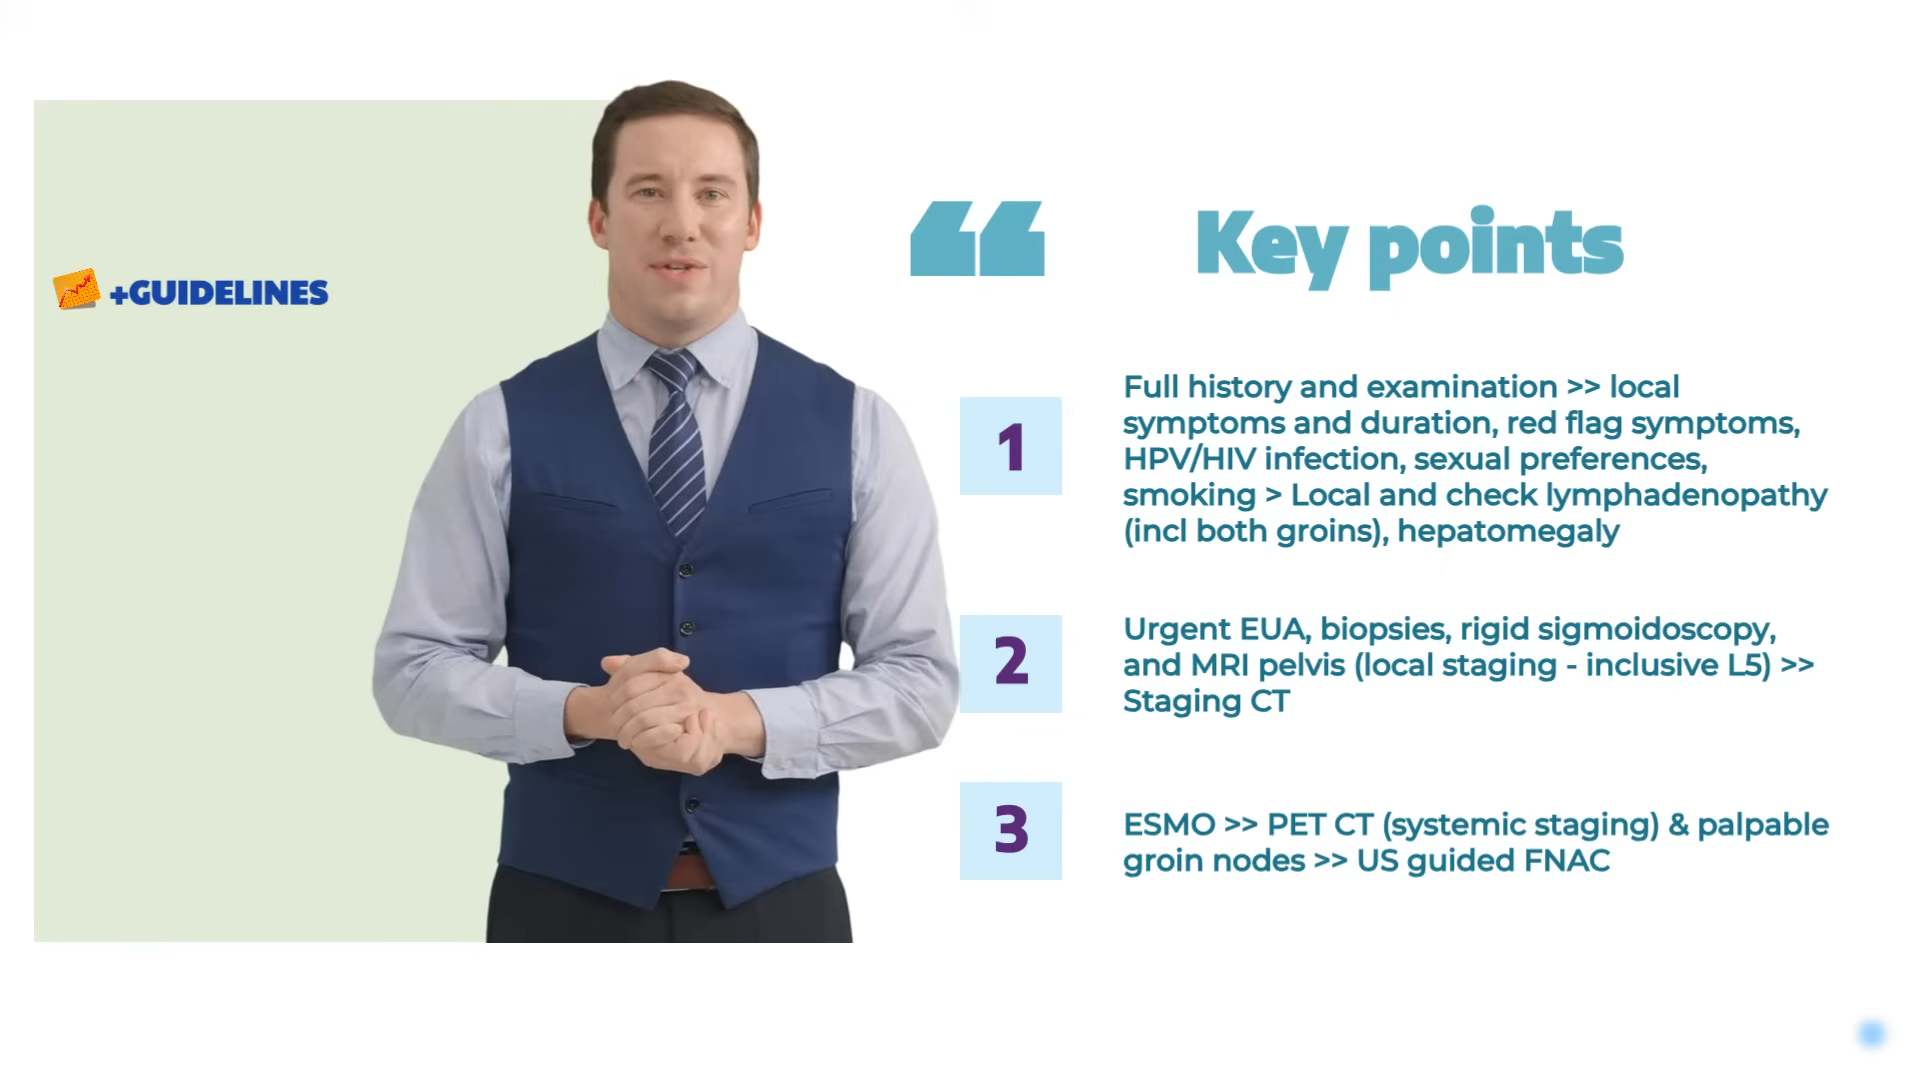 +GUIDELINES
Key points
1
Full history and examination >> local
symptoms and duration, red flag symptoms,
HPV/HIV infection, sexual preferences,
smoking > Local and check lymphadenopathy
(incl both groins), hepatomegaly
2
Urgent EUA, biopsies, rigid sigmoidoscopy,
and MRI pelvis (local staging - inclusive L5) >>
Staging CT
3
ESMO >> PET CT (systemic staging) & palpable
groin nodes >> US guided FNAC